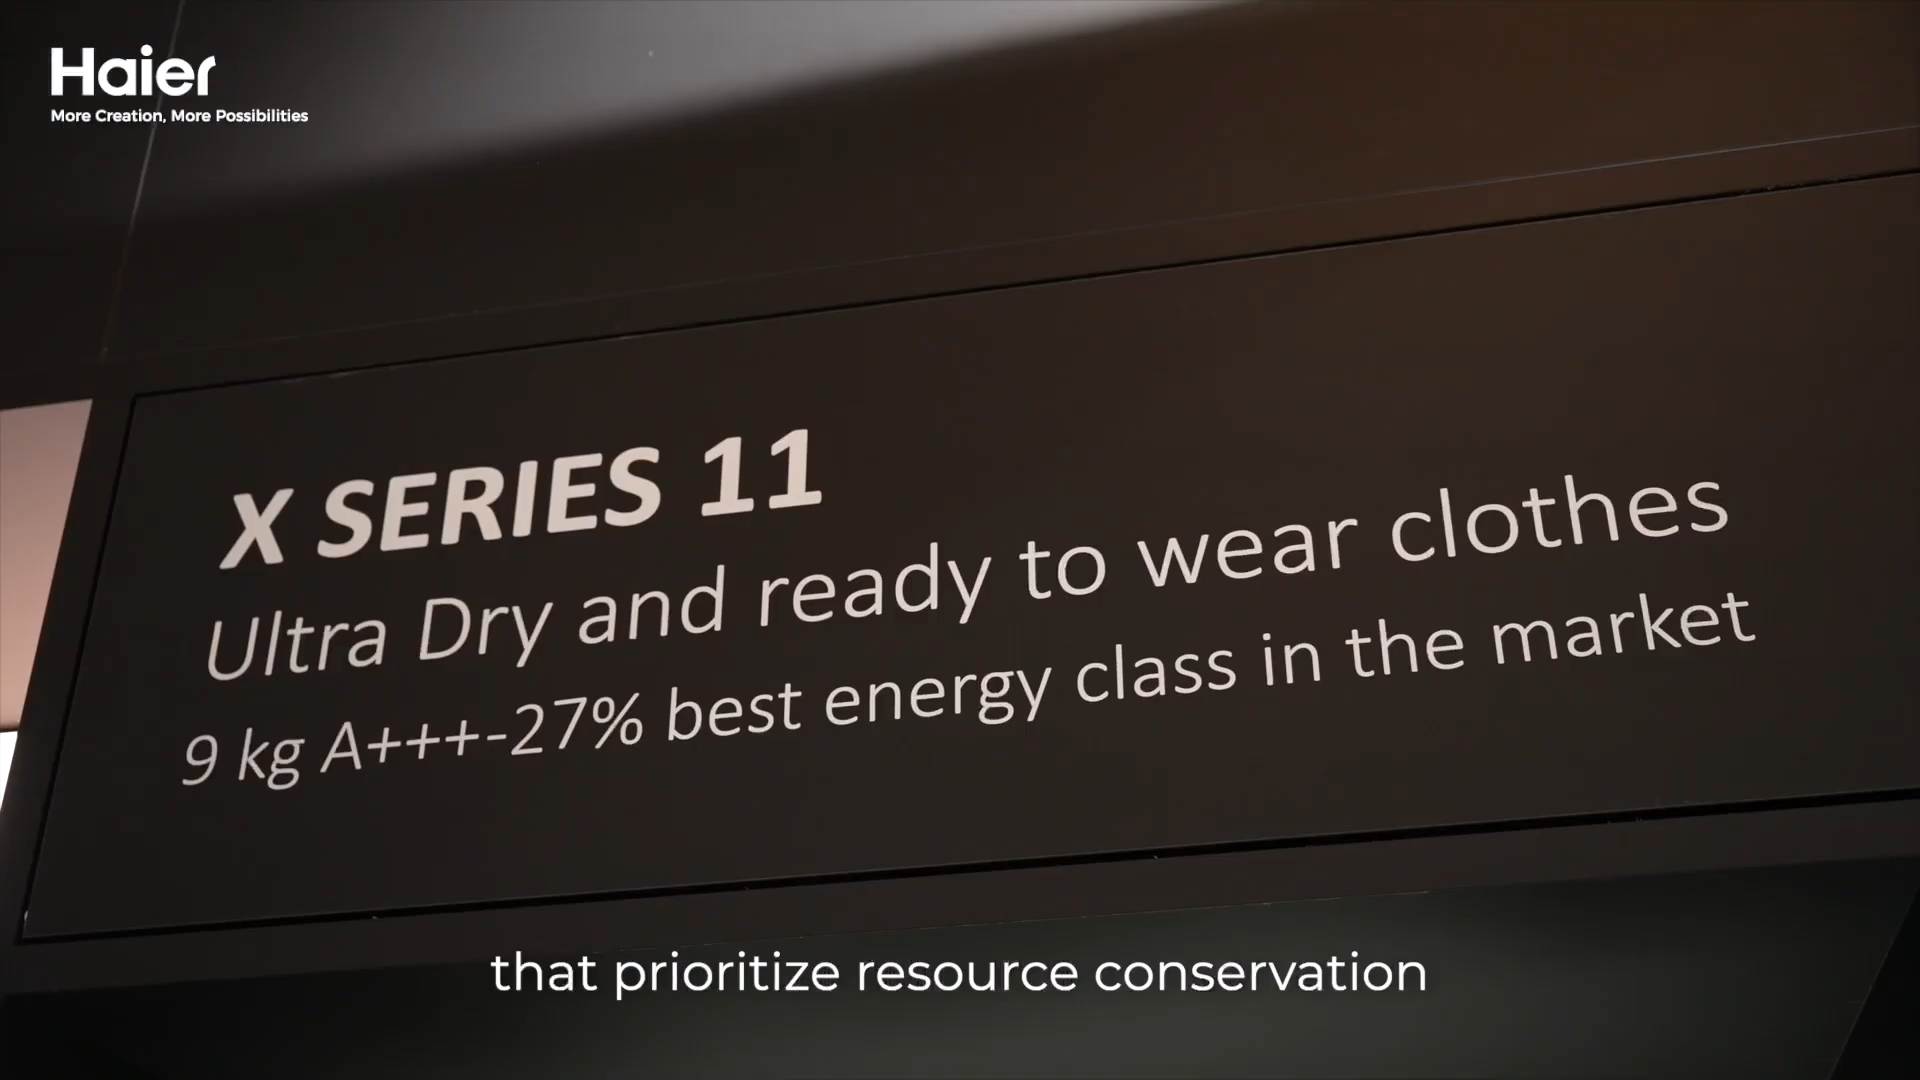 Haier
More Creation, More Possibilities
X SERIES 11
Ultra Dry and ready to wear clothes
9 kg A+++-27% best energy class in the market
that prioritize resource conservation